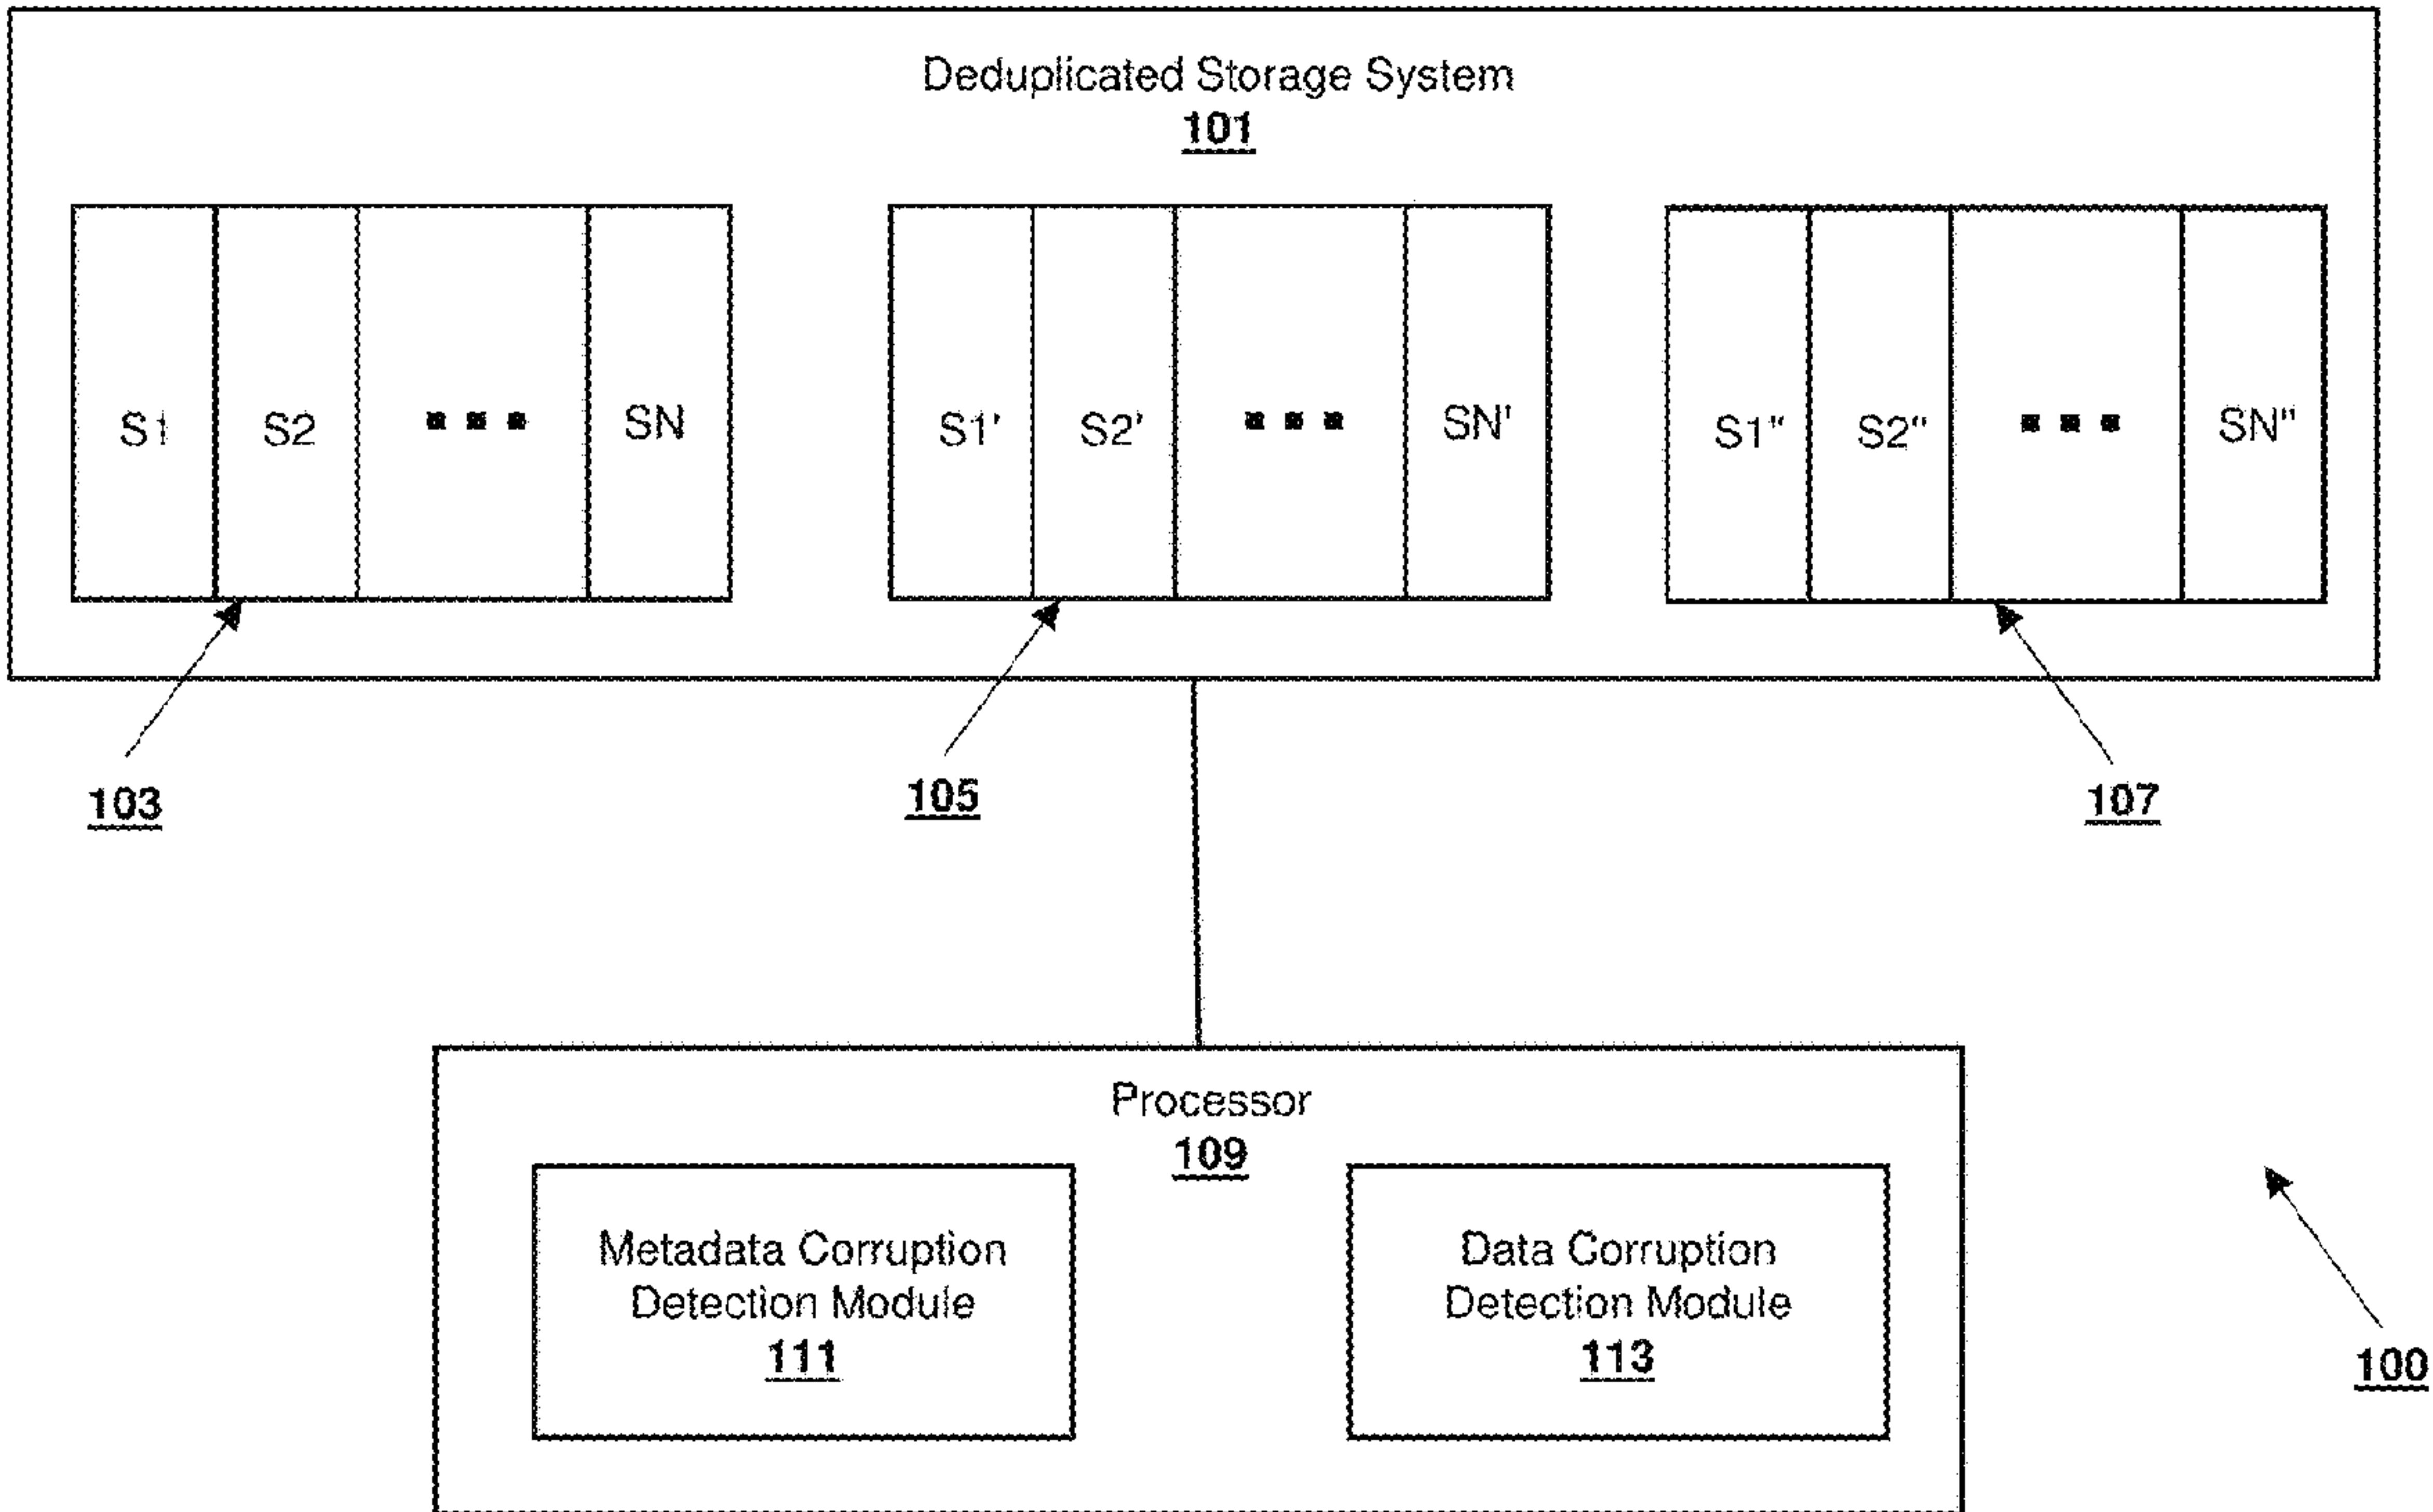 Deduplicated Storage System
101
S1 S2 ▪ ▪ ▪ SN
S1' S2' ▪ ▪ ▪ SN'
S1" S2" ▪ ▪ ▪ SN"
103
105
107
Processor
109
Metadata Corruption
Detection Module
111
Data Corruption
Detection Module
113
100